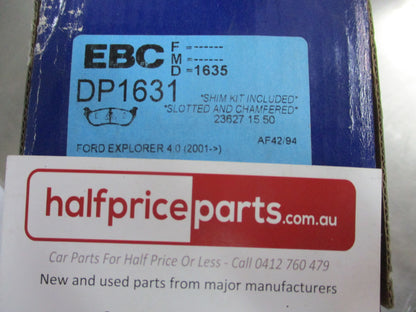 EBC
F = ------
M = ------
D = 1635
DP1631
*SHIM KIT INCLUDED*
*SLOTTED AND CHAMFERED*
23627 15.50
FORD EXPLORER 4.0 (2001->)
AF42/94
halfpriceparts.com.au
Car Parts For Half Price Or Less - Call 0412 760 479
New and used parts from major manufacturers